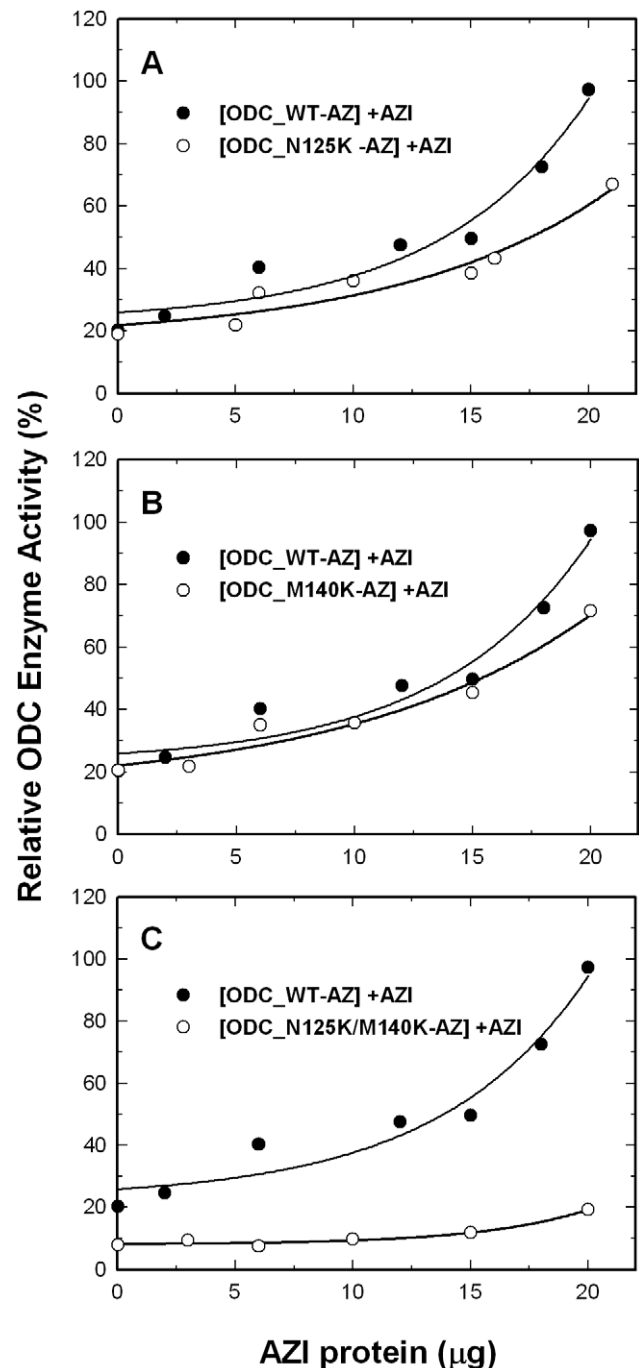 Relative ODC Enzyme Activity (%)
A
[ODC_WT-AZ] +AZI
[ODC_N125K -AZ] +AZI
120
100
80
60
40
20
0
0 5 10 15 20
B
[ODC_WT-AZ] +AZI
[ODC_M140K-AZ] +AZI
120
100
80
60
40
20
0
0 5 10 15 20
C
[ODC_WT-AZ] +AZI
[ODC_N125K/M140K-AZ] +AZI
120
100
80
60
40
20
0
0 5 10 15 20
AZI protein (μg)